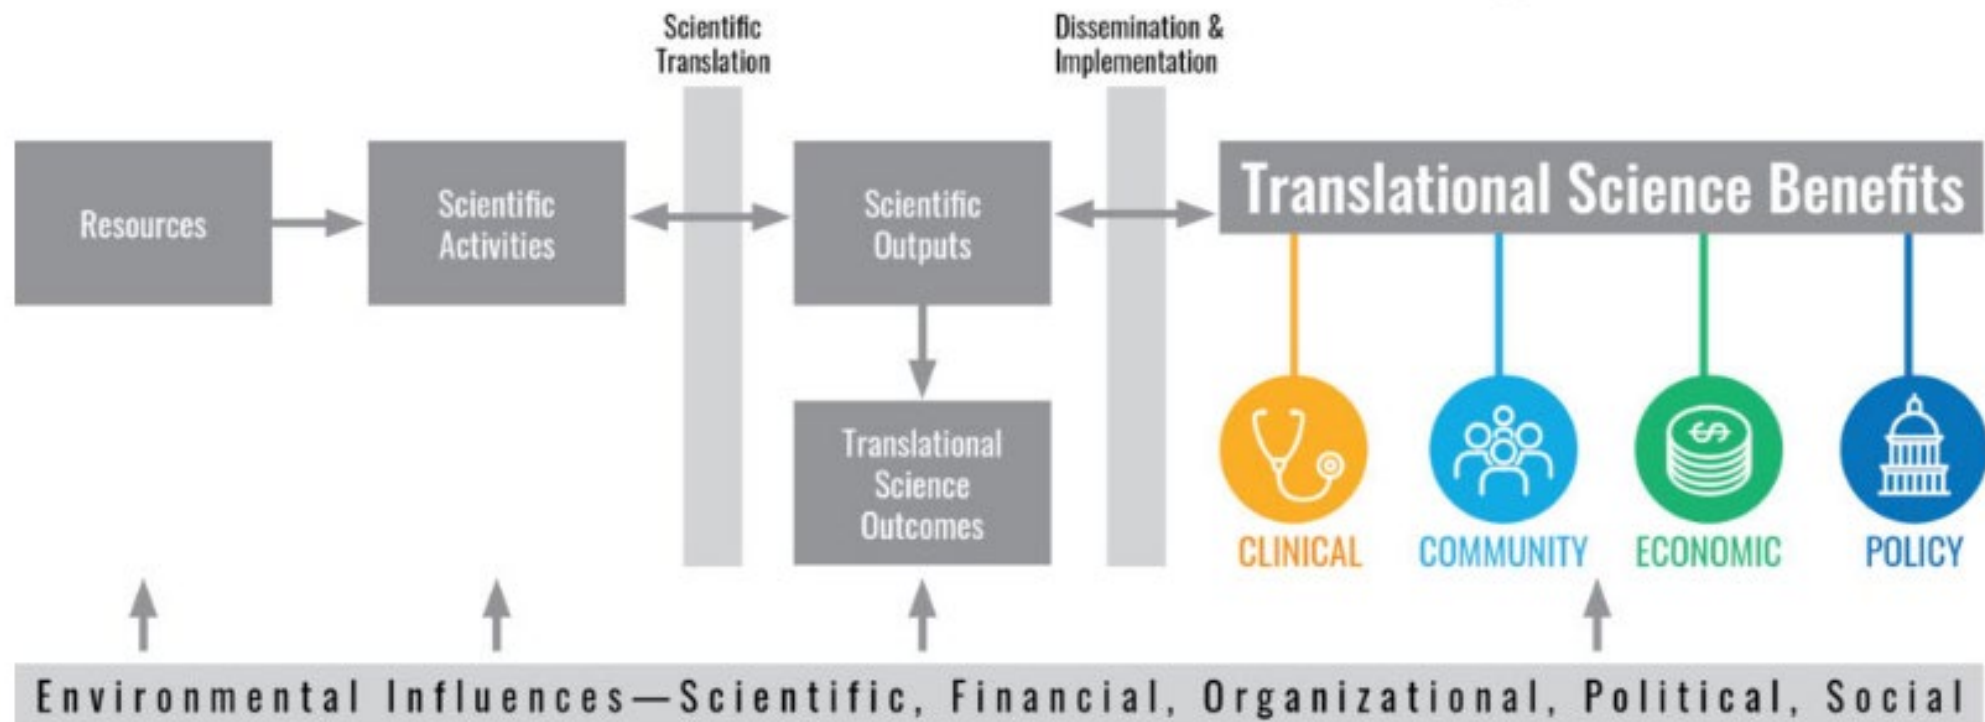 Scientific
Translation
Dissemination &
Implementation
Resources
Scientific
Activities
Scientific
Outputs
Translational Science Benefits
Translational
Science
Outcomes
CLINICAL
COMMUNITY
ECONOMIC
POLICY
Environmental Influences—Scientific, Financial, Organizational, Political, Social